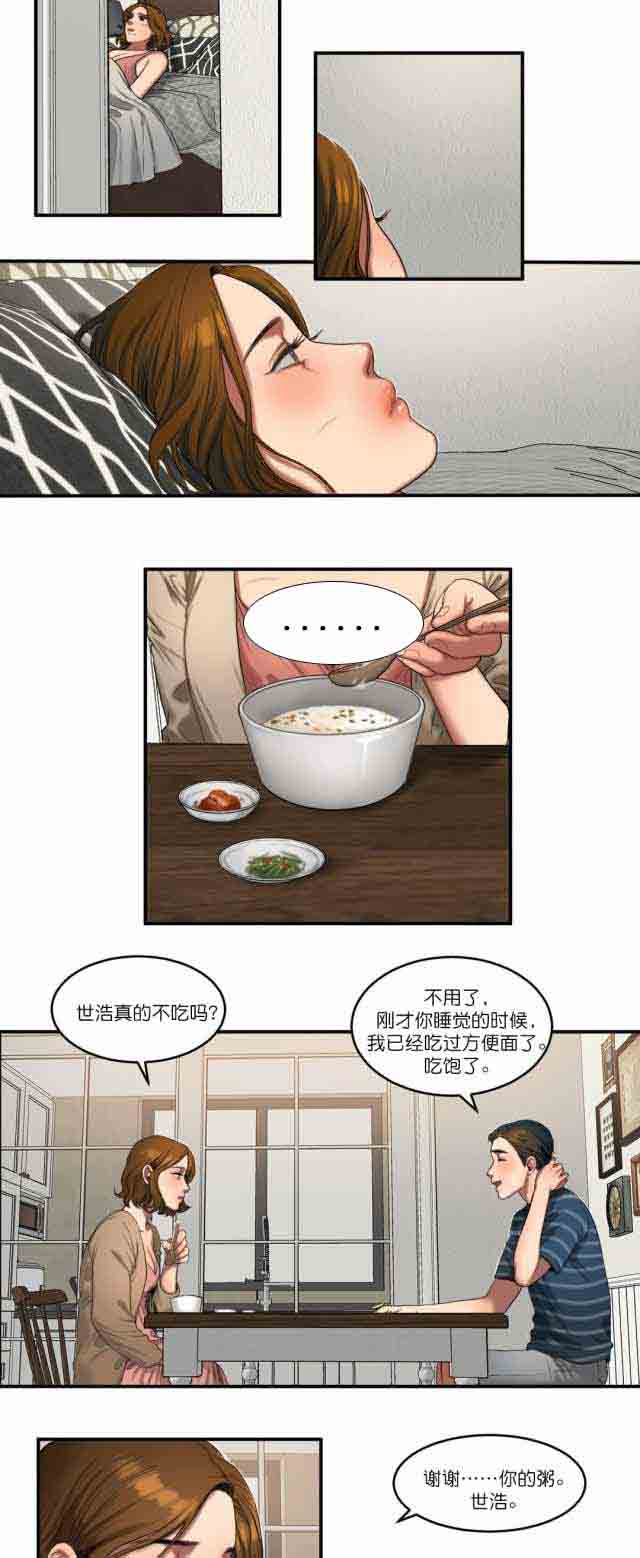 ······
世浩真的不吃吗?
不用了,
刚才你睡觉的时候,
我已经吃过方便面了。
吃饱了。
谢谢······你的粥。
世浩。